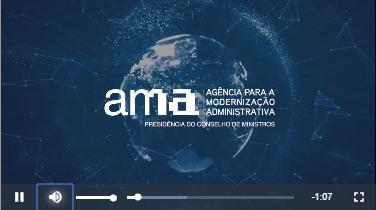 ama
AGÊNCIA PARA A
MODERNIZAÇÃO
ADMINISTRATIVA
PRESIDÊNCIA DO CONSELHO DE MINISTROS
-1:07